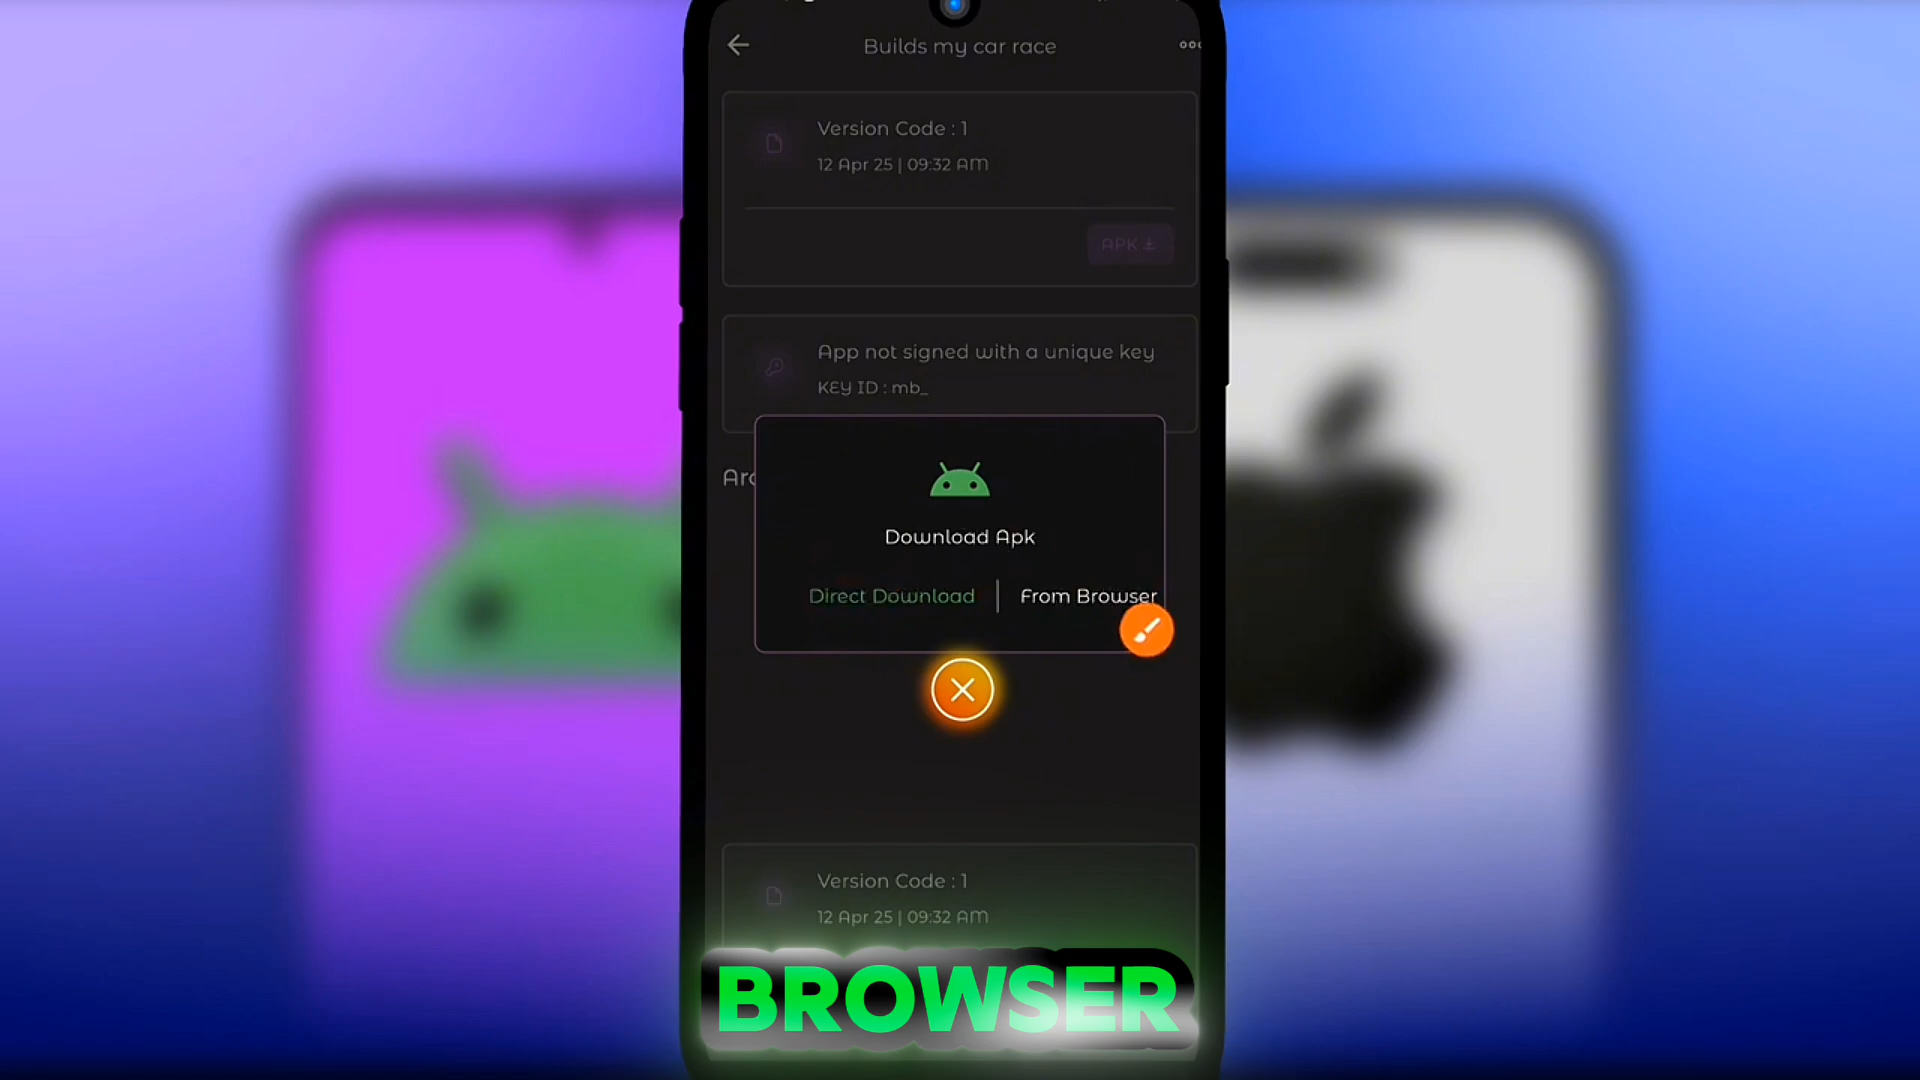 Builds my car race
Version Code : 1
12 Apr 25 | 09:32 AM
APK
App not signed with a unique key
KEY ID : mb_
Arc
Download Apk
Direct Download | From Browser
Version Code : 1
12 Apr 25 | 09:32 AM
BROWSER